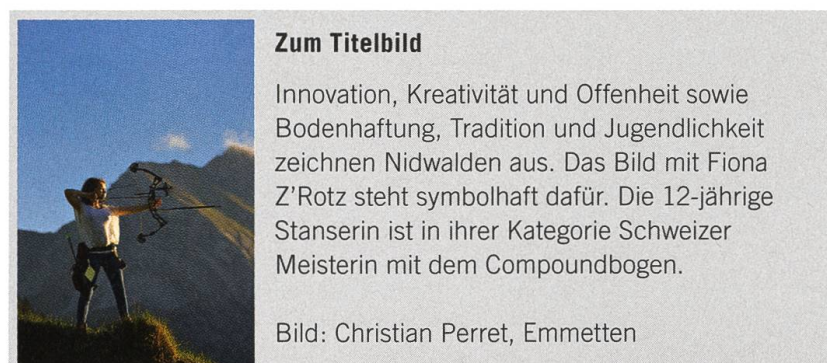 Zum Titelbild
Innovation, Kreativität und Offenheit sowie
Bodenhaftung, Tradition und Jugendlichkeit
zeichnen Nidwalden aus. Das Bild mit Fiona
Z’Rotz steht symbolhaft dafür. Die 12-jährige
Stanserin ist in ihrer Kategorie Schweizer
Meisterin mit dem Compoundbogen.
Bild: Christian Perret, Emmetten